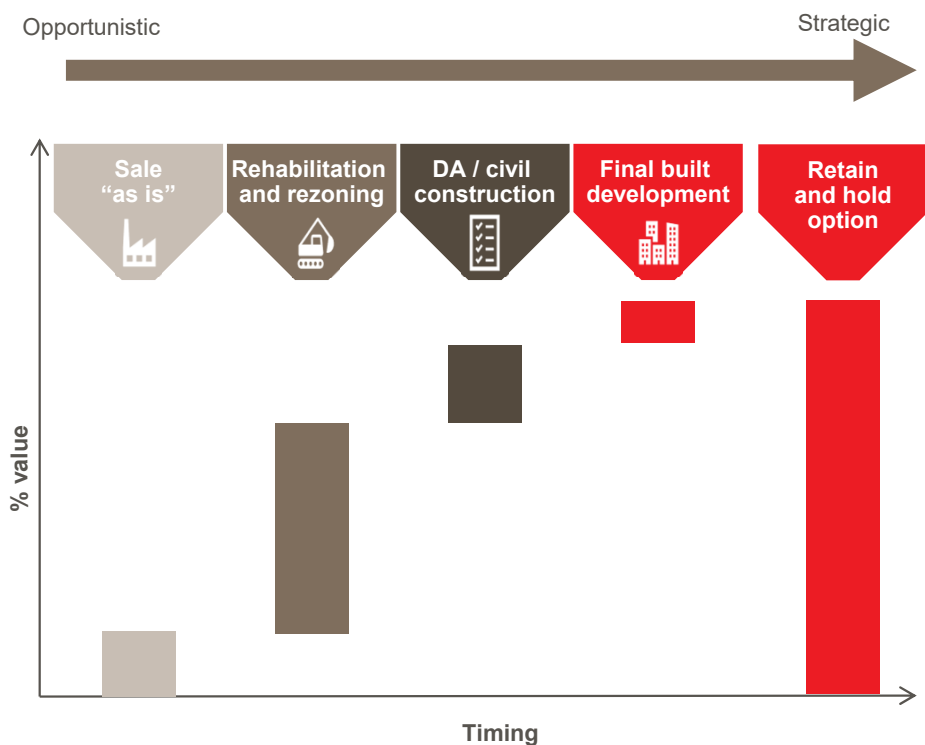 Opportunistic
Strategic
Sale
“as is”
Rehabilitation
and rezoning
DA / civil
construction
Final built
development
Retain
and hold
option
% value
Timing